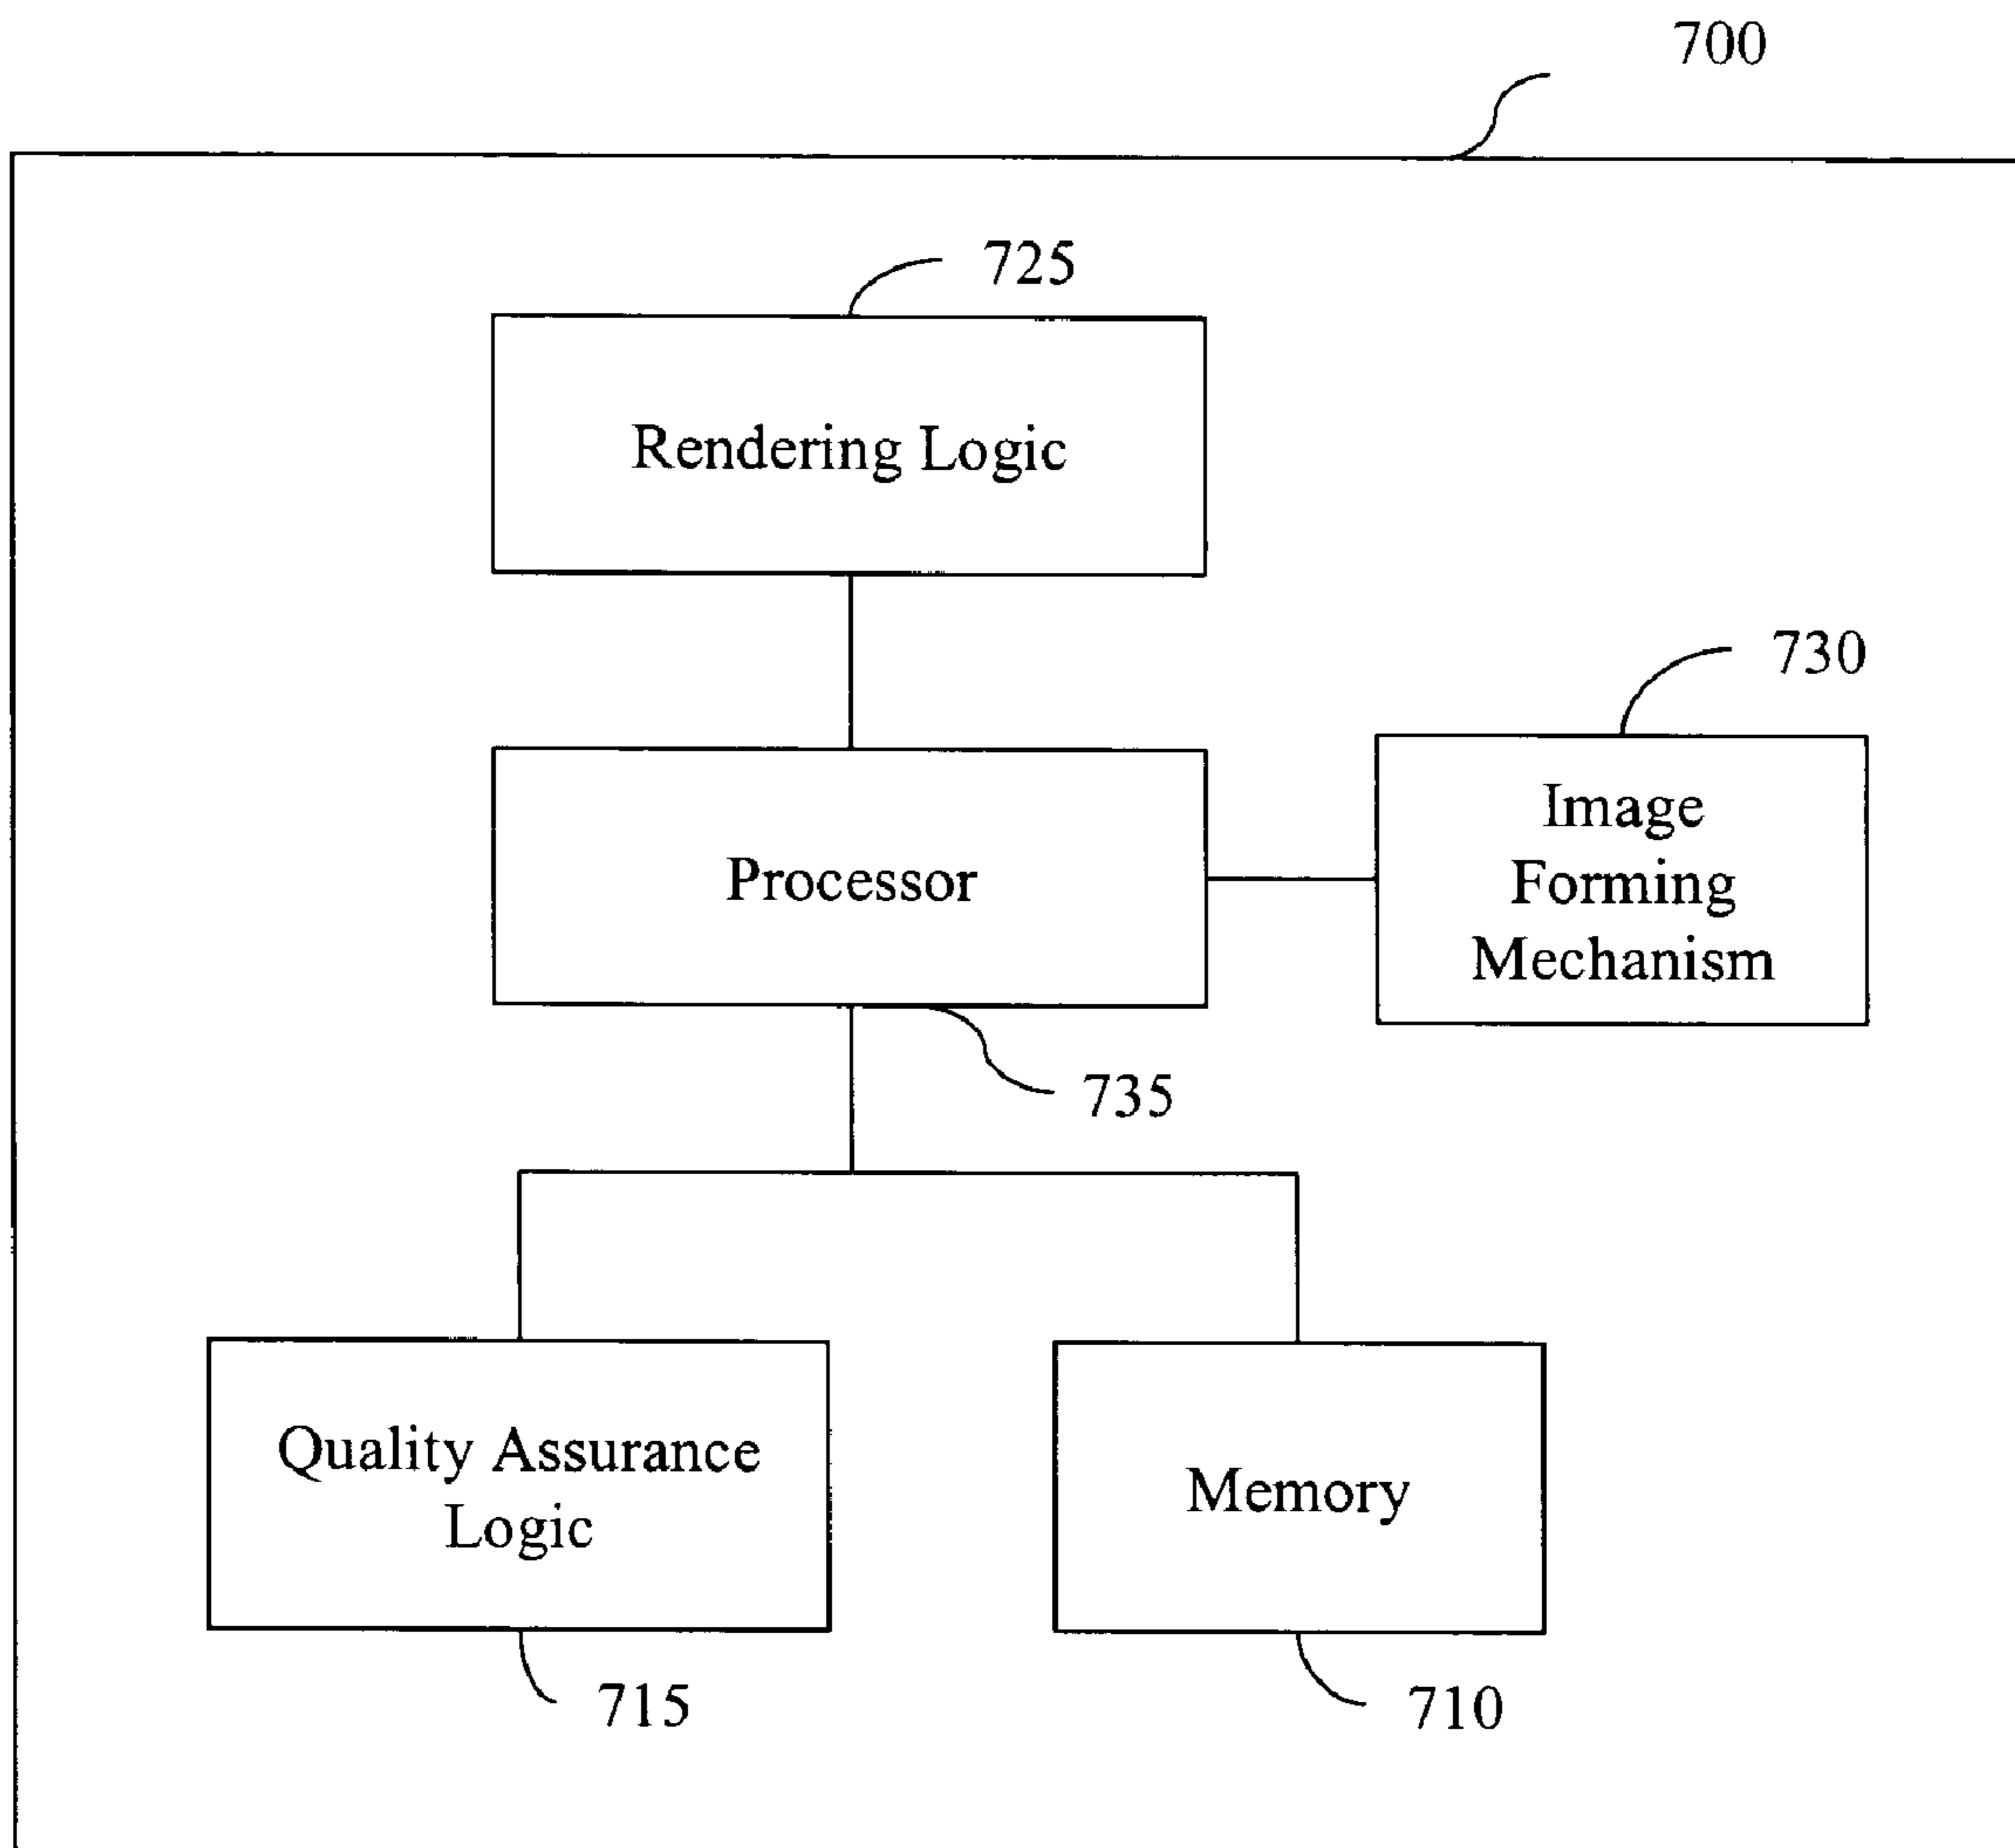 700
725
Rendering Logic
730
Image
Forming
Mechanism
Processor
735
Quality Assurance
Logic
Memory
715
710